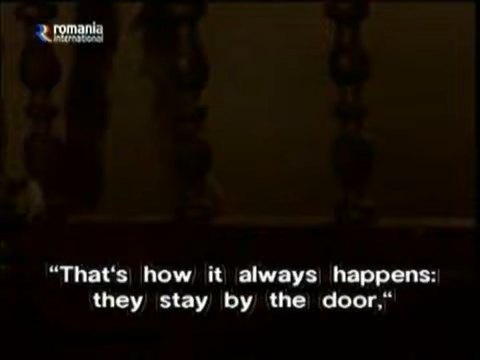 romania
international
“That‘s how it always happens:
they stay by the door,“